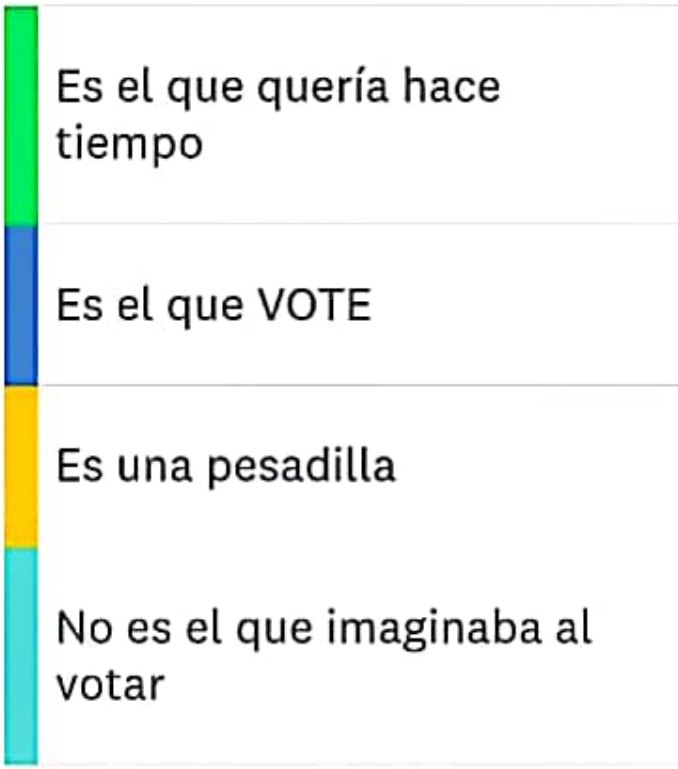 Es el que quería hace
tiempo
Es el que VOTE
Es una pesadilla
No es el que imaginaba al
votar